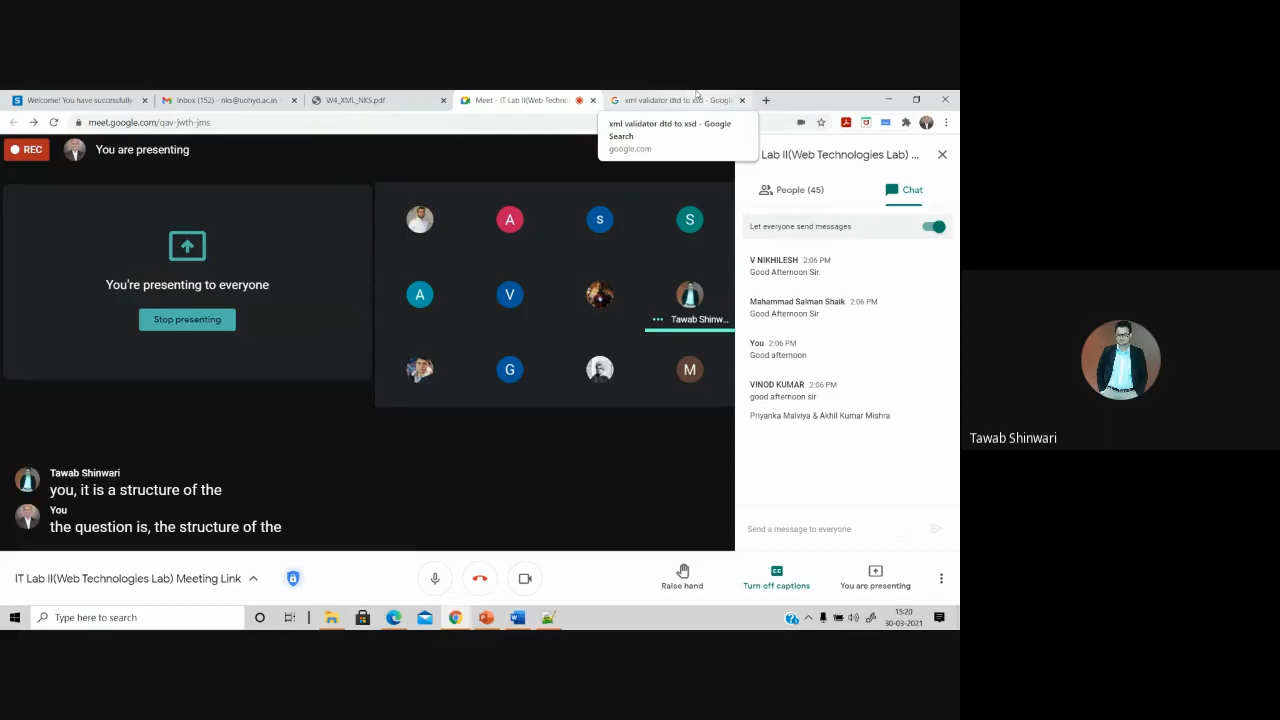 Welcome! You have successfully
Inbox (152) - nks@uohyd.ac.in
W4_XML_NKS.pdf
Meet - IT Lab II(Web Techno
xml validator dtd to xsd - Google
meet.google.com/qav-jwth-jms
xml validator dtd to xsd - Google
Search
google.com
REC
You are presenting
Lab II(Web Technologies Lab) ...
People (45)
Chat
Let everyone send messages
You're presenting to everyone
Stop presenting
A
s
S
A
V
Tawab Shinw...
G
M
V NIKHILESH 2:06 PM
Good Afternoon Sir.
Mahammad Salman Shaik 2:06 PM
Good Afternoon Sir
You 2:06 PM
Good afternoon
VINOD KUMAR 2:06 PM
good afternoon sir
Priyanka Malviya & Akhil Kumar Mishra
Tawab Shinwari
Tawab Shinwari
you, it is a structure of the
You
the question is, the structure of the
Send a message to everyone
IT Lab II(Web Technologies Lab) Meeting Link
Raise hand
CC
Turn off captions
You are presenting
Type here to search
15:20
30-03-2021